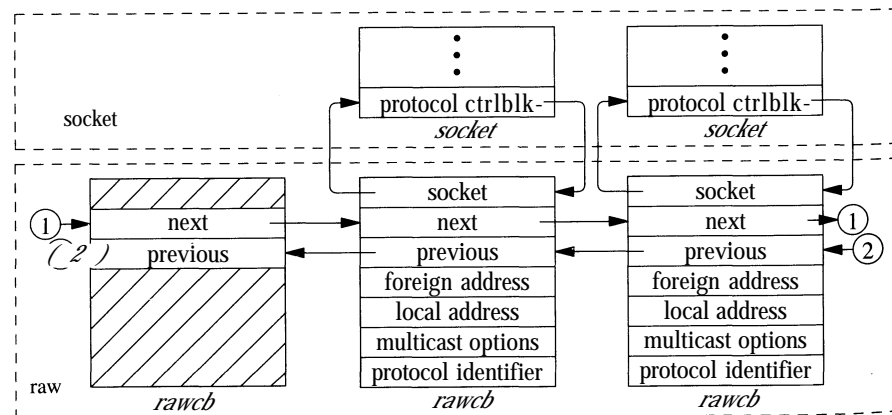 protocol ctrlblk-
socket
protocol ctrlblk-
socket
socket
1
next
( 2 )
previous
raw
rawcb
socket
next
previous
foreign address
local address
multicast options
protocol identifier
rawcb
socket
next
1
previous
2
foreign address
local address
multicast options
protocol identifier
rawcb